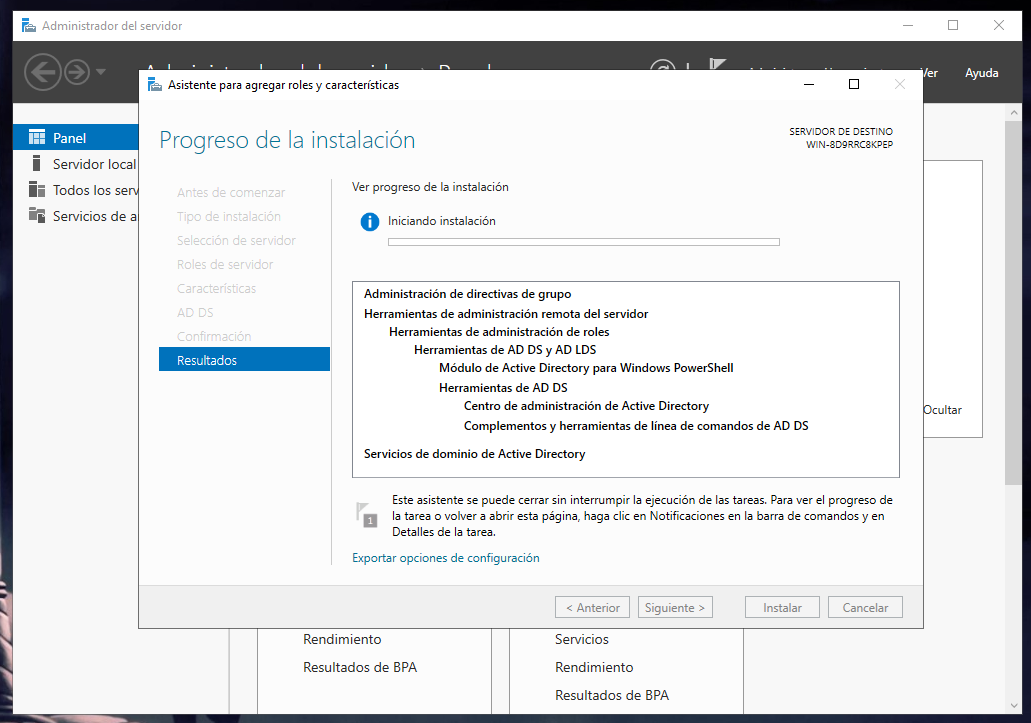 Administrador del servidor
Ver
Ayuda
Asistente para agregar roles y características
Panel
Servidor local
Todos los serv
Servicios de a
Progreso de la instalación
SERVIDOR DE DESTINO
WIN-8D9RRC8KPEP
Antes de comenzar
Tipo de instalación
Selección de servidor
Roles de servidor
Características
AD DS
Confirmación
Resultados
Ver progreso de la instalación
Iniciando instalación
Administración de directivas de grupo
Herramientas de administración remota del servidor
Herramientas de administración de roles
Herramientas de AD DS y AD LDS
Módulo de Active Directory para Windows PowerShell
Herramientas de AD DS
Centro de administración de Active Directory
Complementos y herramientas de línea de comandos de AD DS
Servicios de dominio de Active Directory
1
Este asistente se puede cerrar sin interrumpir la ejecución de las tareas. Para ver el progreso de
la tarea o volver a abrir esta página, haga clic en Notificaciones en la barra de comandos y en
Detalles de la tarea.
Exportar opciones de configuración
< Anterior
Siguiente >
Instalar
Cancelar
Ocultar
Rendimiento
Resultados de BPA
Servicios
Rendimiento
Resultados de BPA